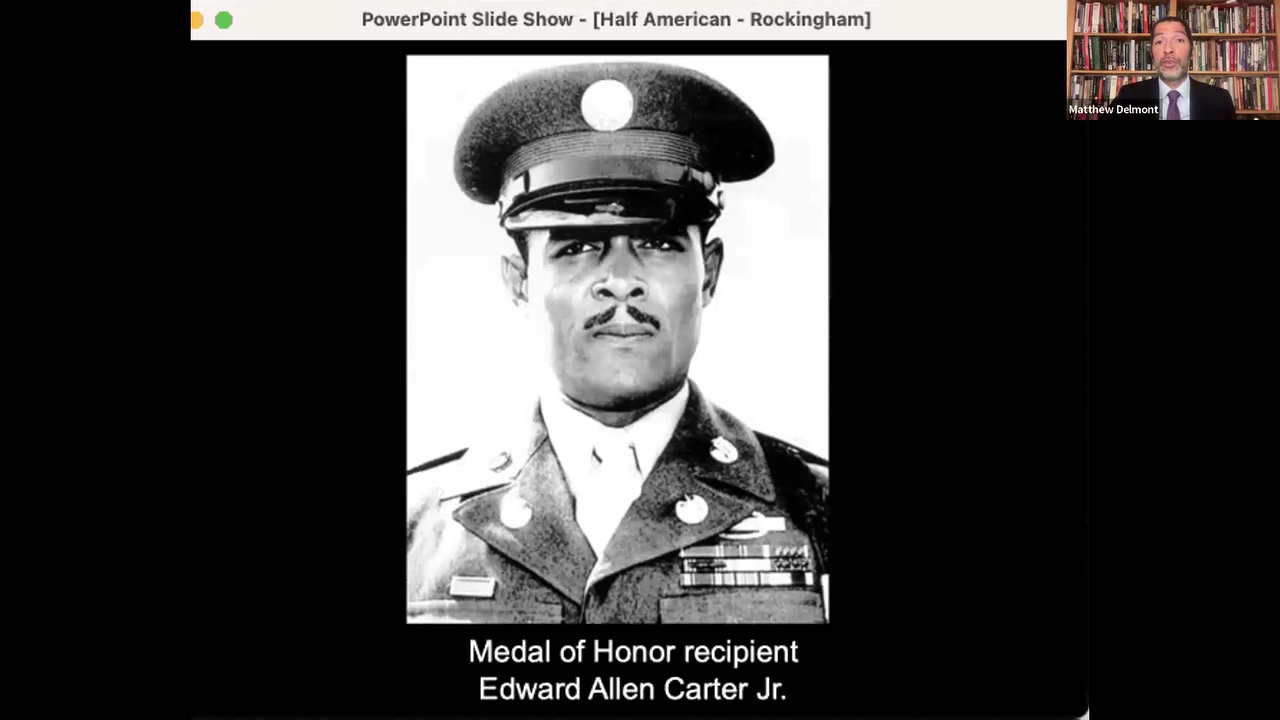 PowerPoint Slide Show - [Half American - Rockingham]
Matthew Delmont
Medal of Honor recipient
Edward Allen Carter Jr.